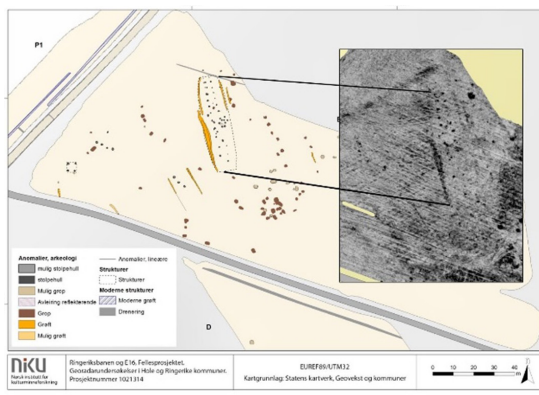 P1
D
Anomalier, arkeologi
mulig stolpehull
stolpehull
Mulig grop
Avleiring reflekterende
Grop
Grøft
Mulig grøft
Anomalier, lineære
Strukturer
Strukturer
Moderne strukturer
Moderne grøft
Drenering
NIKU
Norsk institutt for
kulturminneforskning
Ringeriksbanen og E16. Fellesprosjektet.
Georadarundersøkelser i Hole og Ringerike kommuner.
Prosjektnummer 1021314
EUREF89/UTM32
Kartgrunnlag: Statens kartverk, Geovekst og kommuner
0 10 20 30 40
m